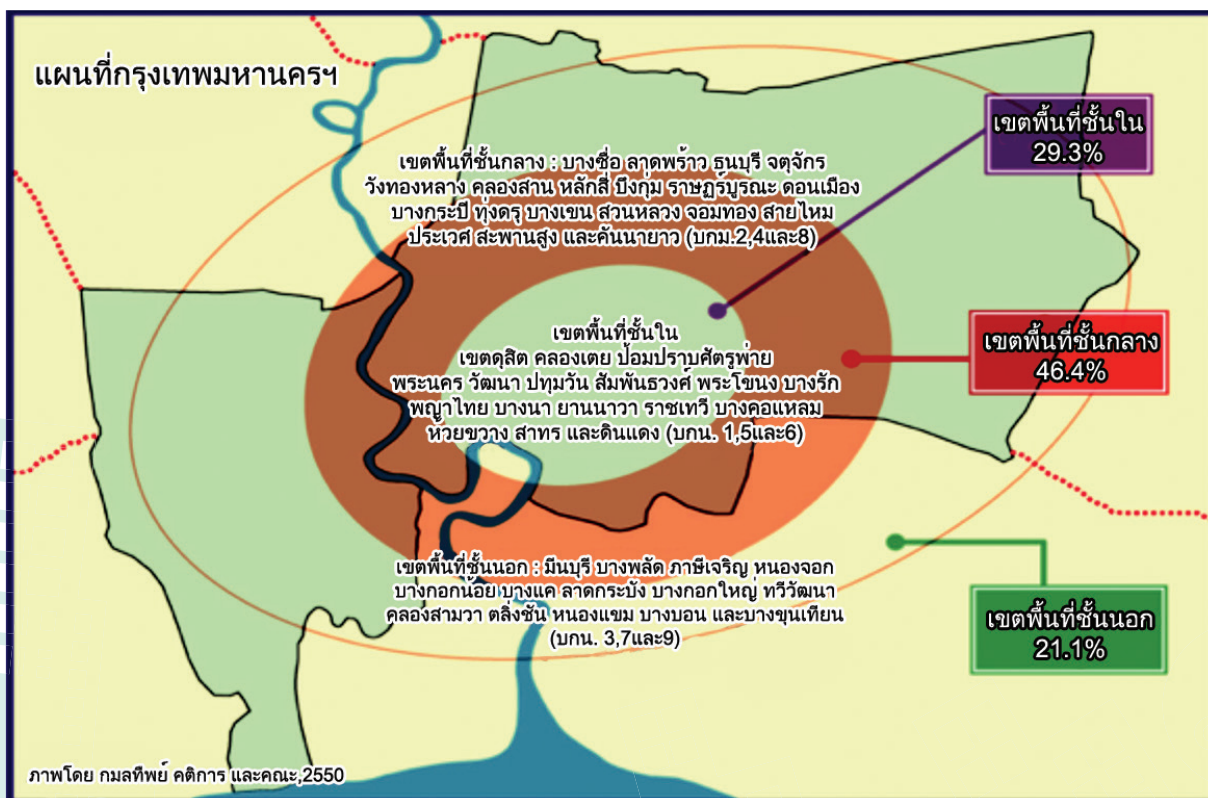 แผนที่กรุงเทพมหานครฯ
เขตพื้นที่ชั้นใน
29.3%
เขตพื้นที่ชั้นกลาง : บางซื่อ ลาดพร้าว ธนบุรี จตุจักร
วังทองหลาง คลองสาน หลักสี่ บึงกุ่ม ราษฏร์บูรณะ ดอนเมือง
บางกระบี ทุ่งดรุ บางเขน สวนหลวง จอมทอง สายไหม
ประเวศ สะพานสูง และคันนายาว (บกม.2,4และ8)
เขตพื้นที่ชั้นใน
เขตดุสิต คลองเตย ป้อมปราบศัตรูพ่าย
พระนคร วัฒนา ปทุมวัน สัมพันธวงศ์ พระโขนง บางรัก
พญาไทย บางนา ยานนาวา ราชเทวี บางคอแหลม
ห้วยขวาง สาทร และดินแดง (บกน. 1,5และ6)
เขตพื้นที่ชั้นกลาง
46.4%
เขตพื้นที่ชั้นนอก : มีนบุรี บางพลัด ภาษีเจริญ หนองจอก
บางกอกน้อย บางแค ลาดกระบัง บางกอกใหญ่ ทวีวัฒนา
คลองสามวา ตลิ่งชัน หนองแขม บางบอน และบางขุนเทียน
(บกน. 3,7และ9)
เขตพื้นที่ชั้นนอก
21.1%
ภาพโดย กมลทิพย์ คติการ และคณะ,2550